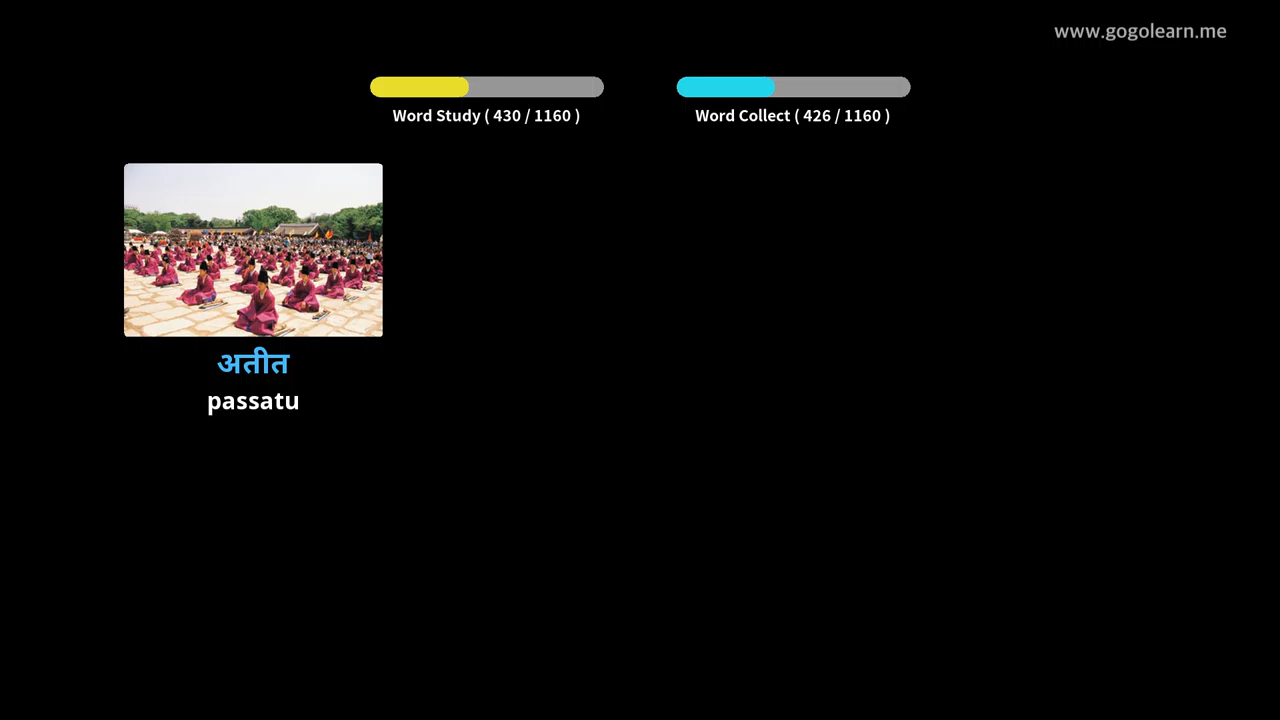 www.gogolearn.me
Word Study ( 430 / 1160 )
Word Collect ( 426 / 1160 )
अतीत
passatu